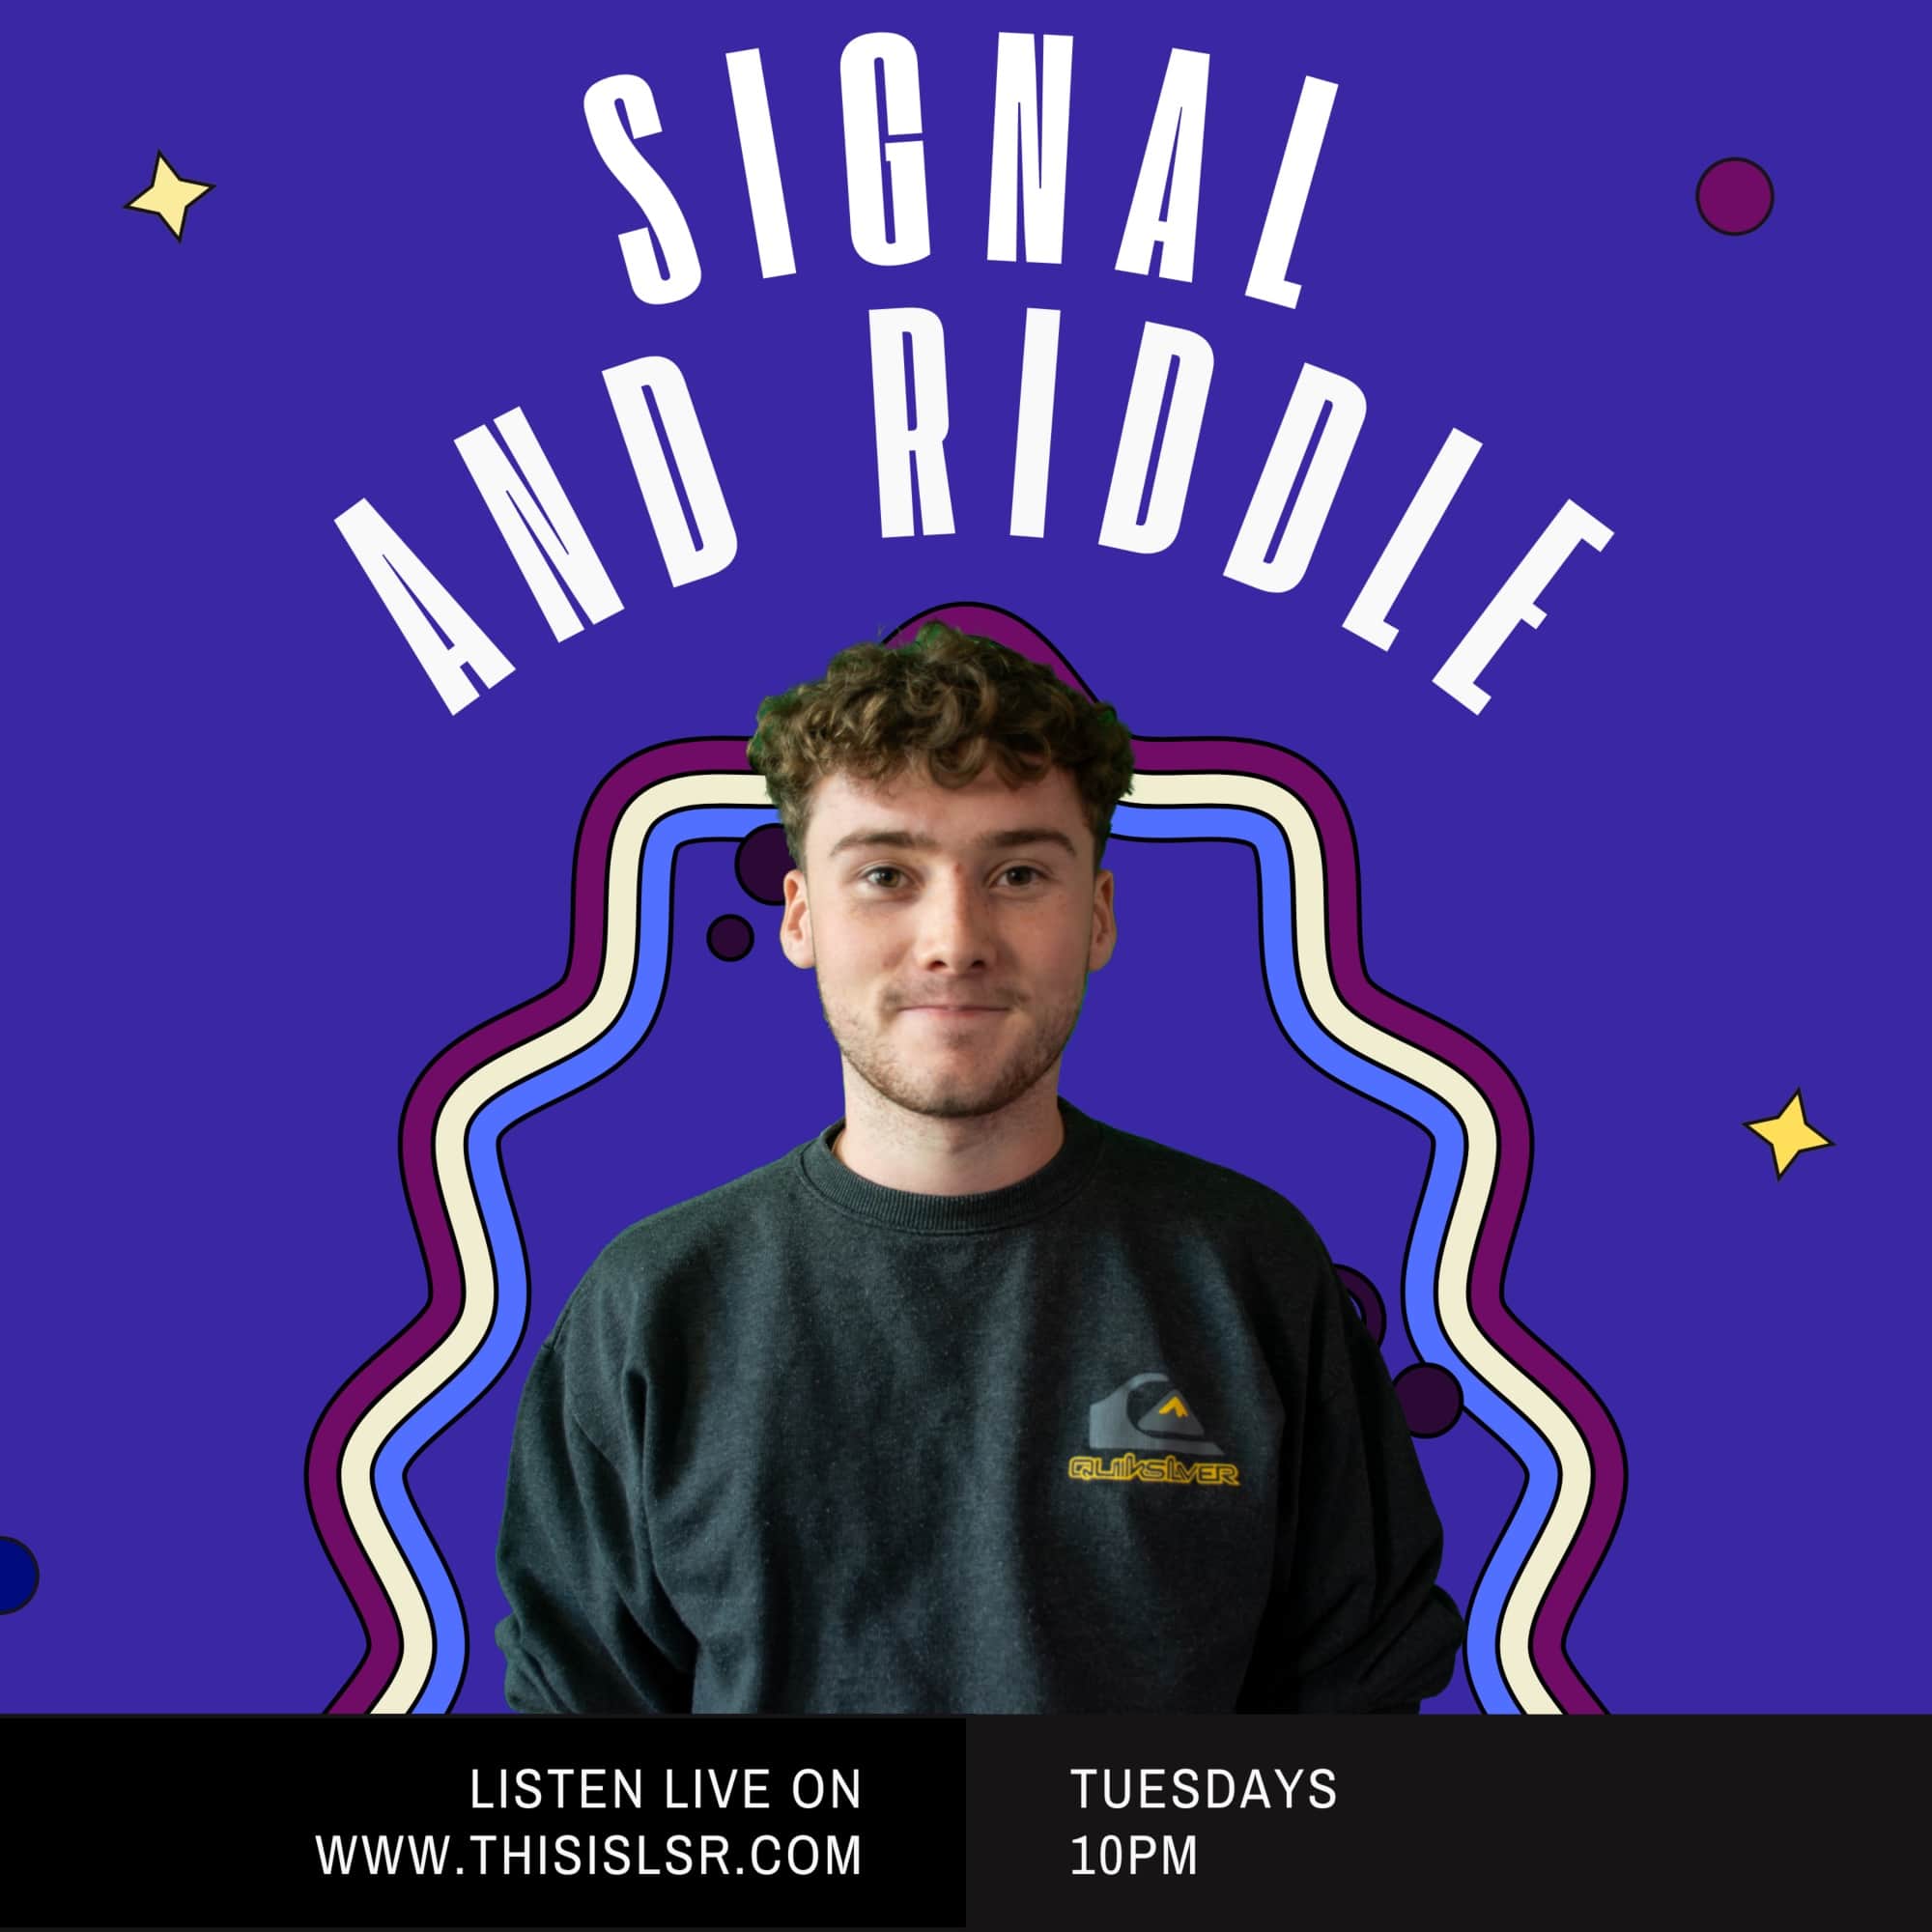 SIGNAL
AND RIDDLE
QUIKSILVER
LISTEN LIVE ON
WWW.THISISLSR.COM
TUESDAYS
10PM